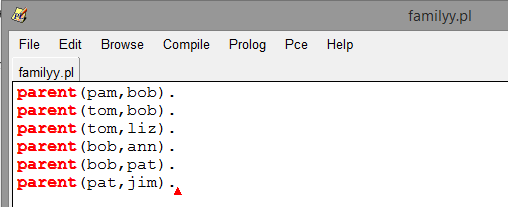 familyy.pl
File Edit Browse Compile Prolog Pce Help
familyy.pl
parent(pam,bob).
parent(tom,bob).
parent(tom,liz).
parent(bob,ann).
parent(bob,pat).
parent(pat,jim).